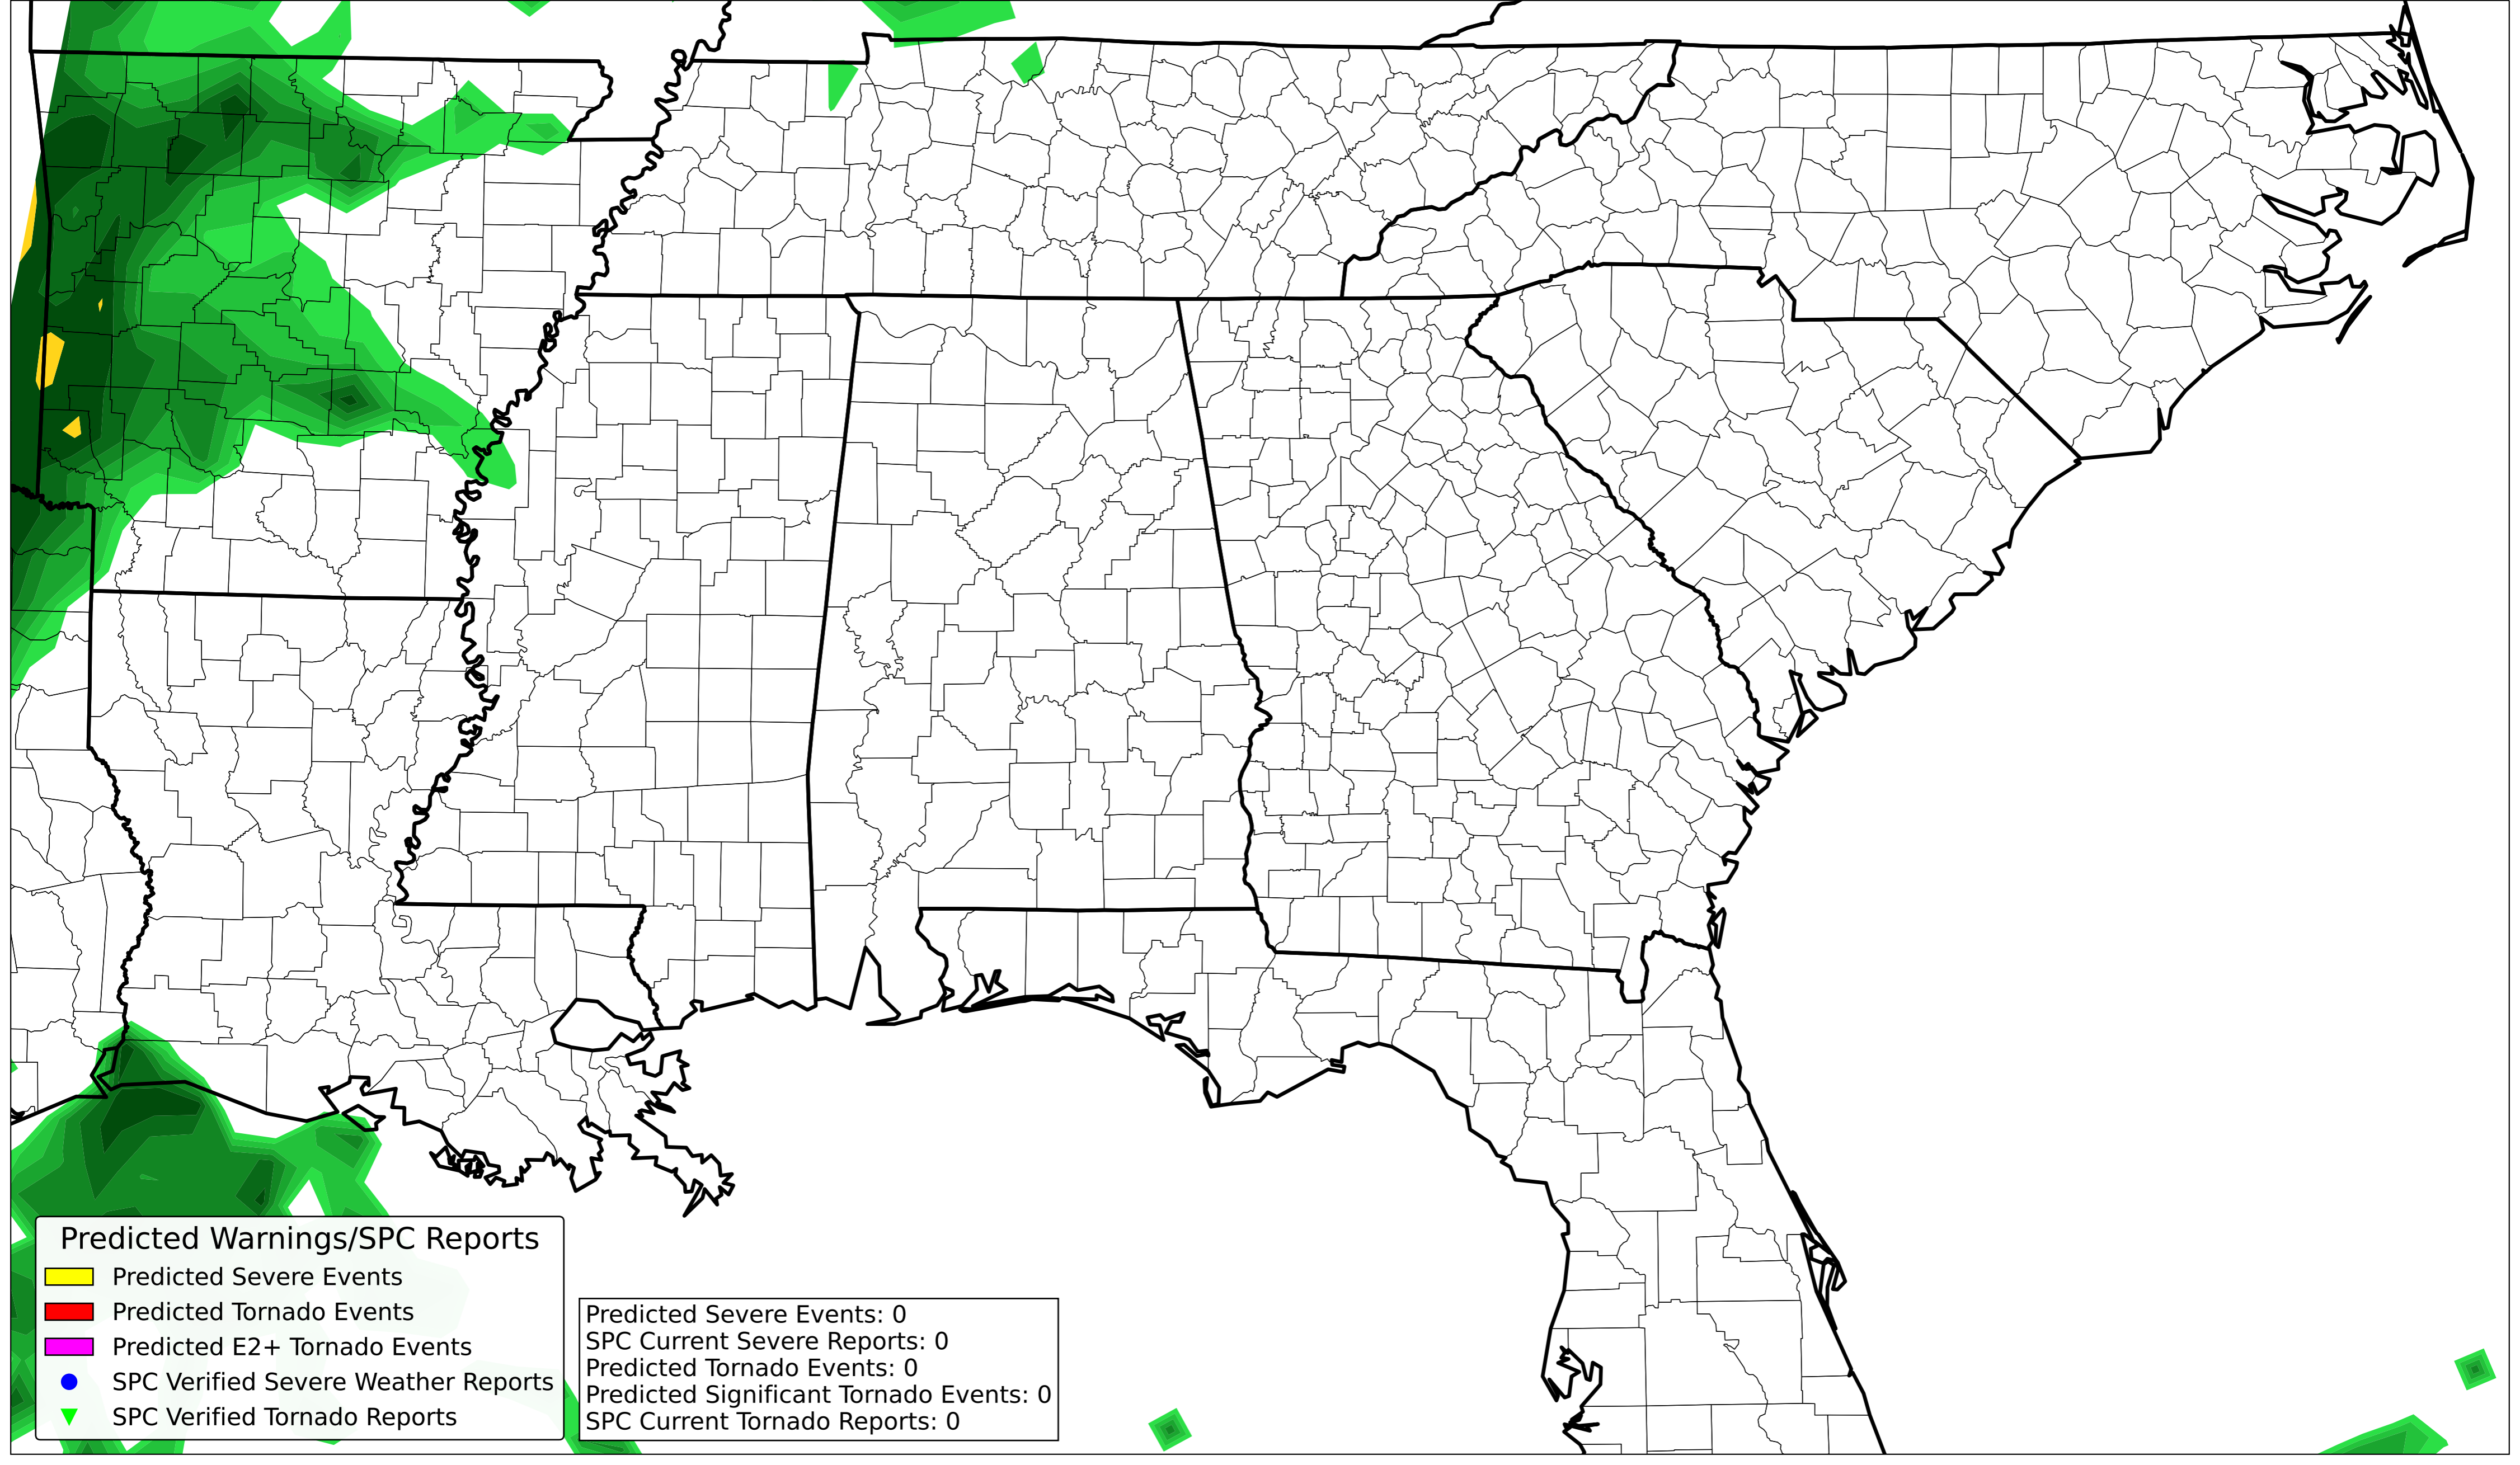 Predicted Warnings/SPC Reports
Predicted Severe Events
Predicted Tornado Events
Predicted E2+ Tornado Events
SPC Verified Severe Weather Reports
SPC Verified Tornado Reports
Predicted Severe Events: 0
SPC Current Severe Reports: 0
Predicted Tornado Events: 0
Predicted Significant Tornado Events: 0
SPC Current Tornado Reports: 0